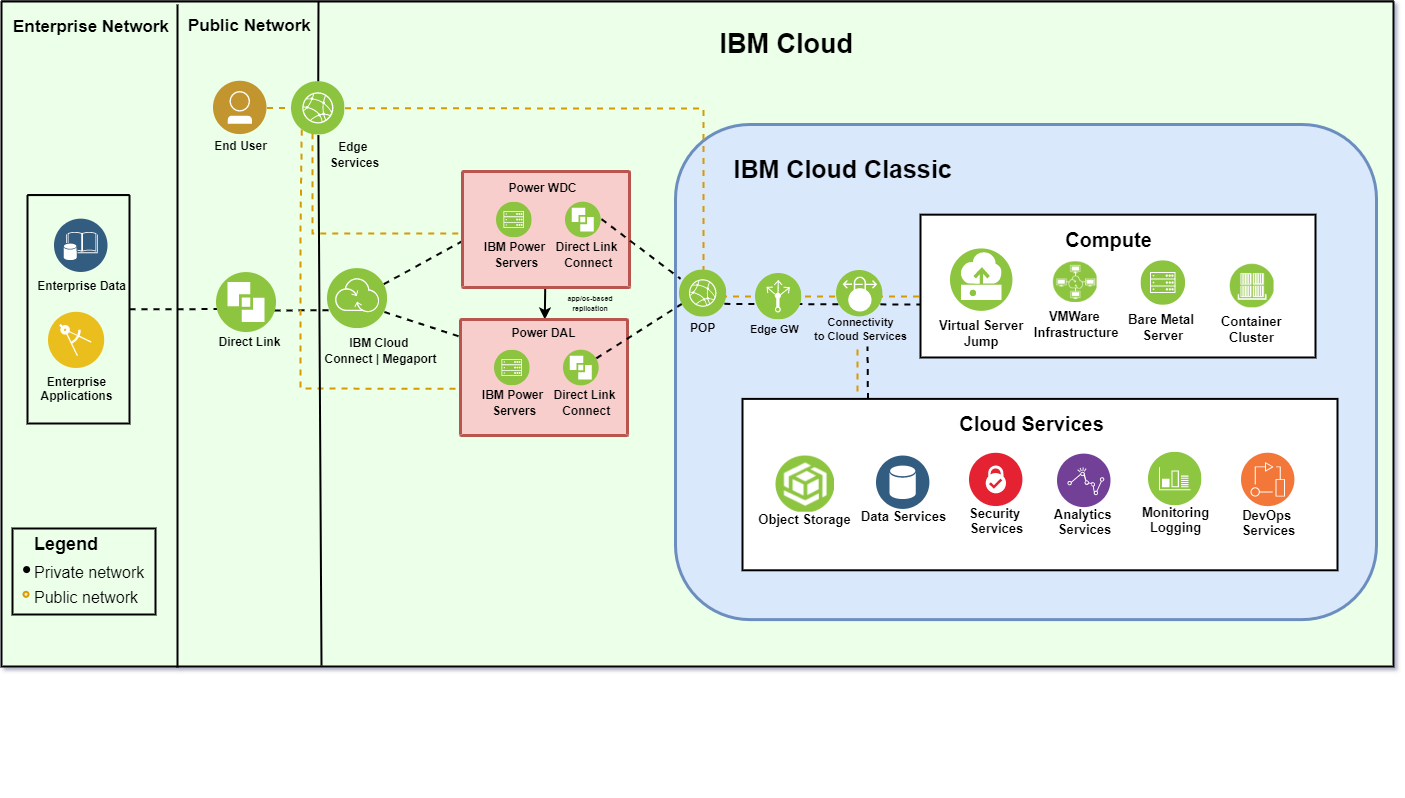 Enterprise Network
Public Network
IBM Cloud
End User
Edge
Services
IBM Cloud Classic
Power WDC
IBM Power
Servers
Direct Link
Connect
app/os-based
replication
Power DAL
IBM Power
Servers
Direct Link
Connect
Enterprise Data
Enterprise
Applications
Direct Link
IBM Cloud
Connect | Megaport
POP
Edge GW
Connectivity
to Cloud Services
Compute
Virtual Server
Jump
VMWare
Infrastructure
Bare Metal
Server
Container
Cluster
Cloud Services
Object Storage
Data Services
Security
Services
Analytics
Services
Monitoring
Logging
DevOps
Services
Legend
Private network
Public network